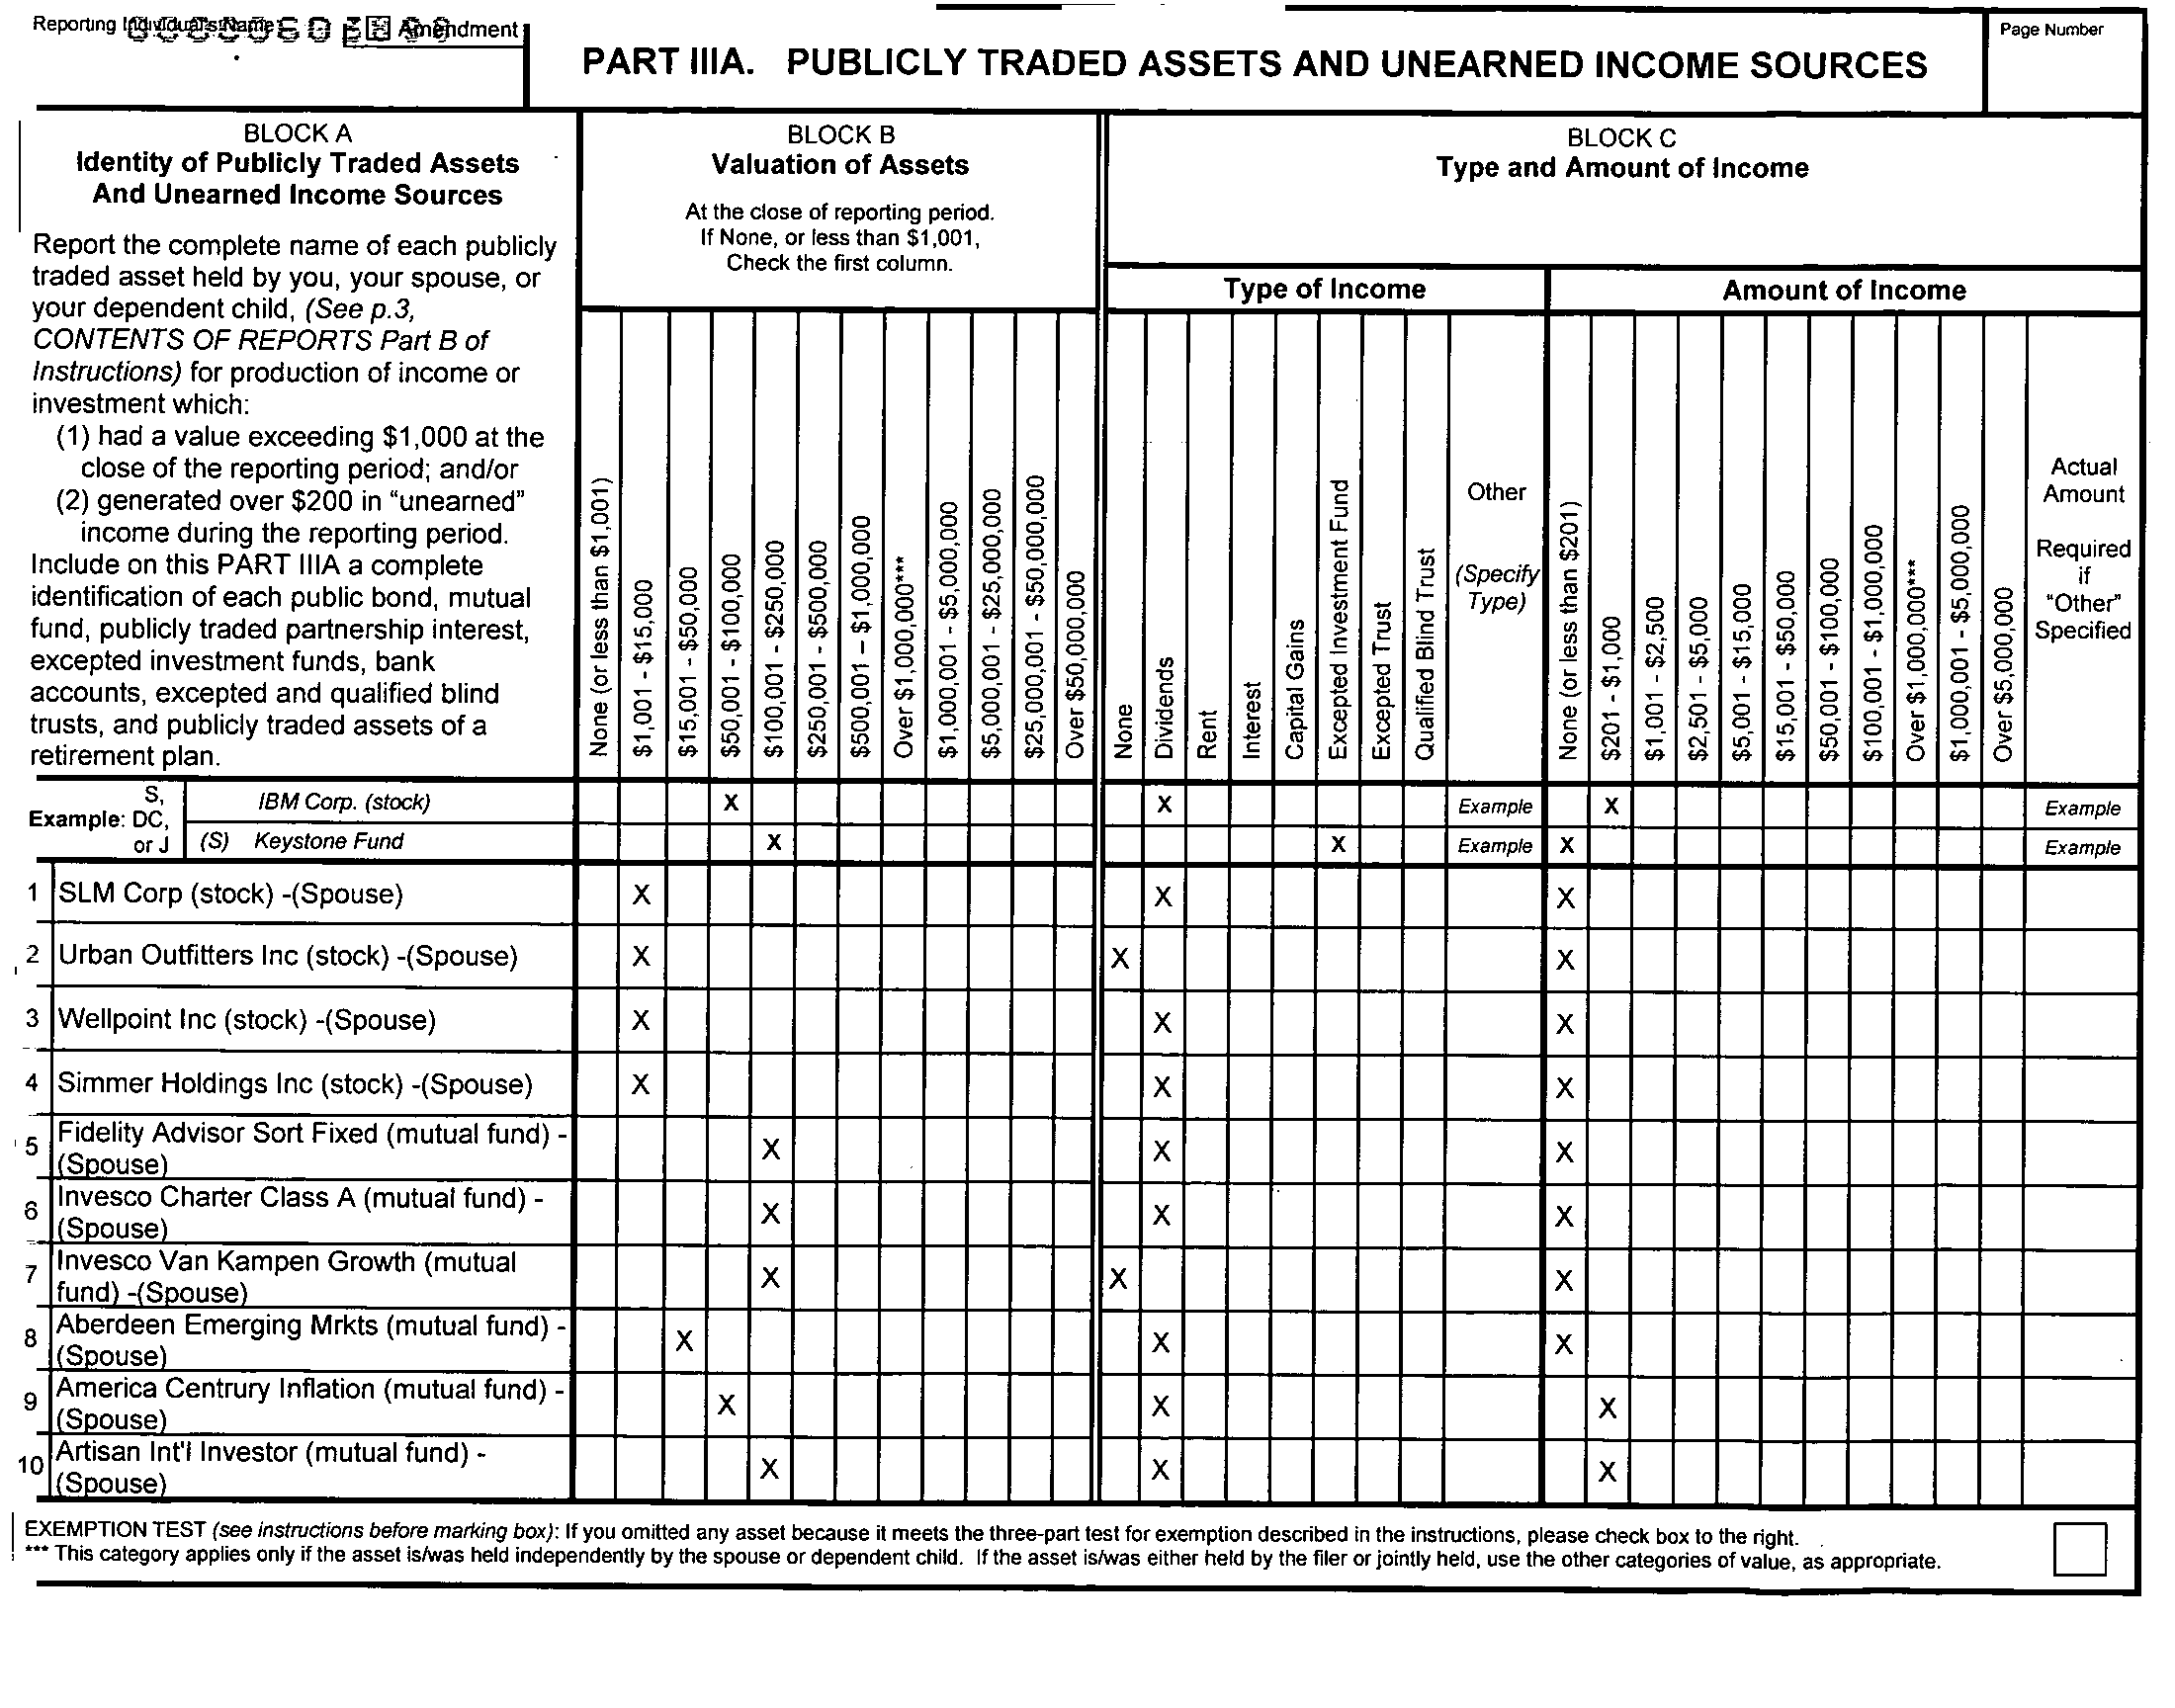 Reporting Individual's Name Amendment
PART IIIA. PUBLICLY TRADED ASSETS AND UNEARNED INCOME SOURCES
Page Number
BLOCK A
Identity of Publicly Traded Assets
And Unearned Income Sources
Report the complete name of each publicly
traded asset held by you, your spouse, or
your dependent child, (See p.3,
CONTENTS OF REPORTS Part B of
Instructions) for production of income or
investment which:
(1) had a value exceeding $1,000 at the
close of the reporting period; and/or
(2) generated over $200 in “unearned”
income during the reporting period.
Include on this PART IIIA a complete
identification of each public bond, mutual
fund, publicly traded partnership interest,
excepted investment funds, bank
accounts, excepted and qualified blind
trusts, and publicly traded assets of a
retirement plan.
BLOCK B
Valuation of Assets
At the close of reporting period.
If None, or less than $1,001,
Check the first column.
None (or less than $1,001)
$1,001 - $15,000
$15,001 - $50,000
$50,001 - $100,000
$100,001 - $250,000
$250,001 - $500,000
$500,001 – $1,000,000
Over $1,000,000***
$1,000,001 - $5,000,000
$5,000,001 - $25,000,000
$25,000,001 - $50,000,000
Over $50,000,000
BLOCK C
Type and Amount of Income
Type of Income
None
Dividends
Rent
Interest
Capital Gains
Excepted Investment Fund
Excepted Trust
Qualified Blind Trust
Other
(Specify
Type)
Amount of Income
None (or less than $201)
$201 - $1,000
$1,001 - $2,500
$2,501 - $5,000
$5,001 - $15,000
$15,001 - $50,000
$50,001 - $100,000
$100,001 - $1,000,000
Over $1,000,000***
$1,000,001 - $5,000,000
Over $5,000,000
Actual
Amount
Required
if
"Other"
Specified
Example: S,
DC,
or J
IBM Corp. (stock) X X Example X Example
(S) Keystone Fund X X Example X Example
1 SLM Corp (stock) -(Spouse) X X X
2 Urban Outfitters Inc (stock) -(Spouse) X X X
3 Wellpoint Inc (stock) -(Spouse) X X X
4 Simmer Holdings Inc (stock) -(Spouse) X X X
5 Fidelity Advisor Sort Fixed (mutual fund) -
(Spouse) X X X
6 Invesco Charter Class A (mutual fund) -
(Spouse) X X X
7 Invesco Van Kampen Growth (mutual
fund) -(Spouse) X X X
8 Aberdeen Emerging Mrkts (mutual fund) -
(Spouse) X X X
9 America Centrury Inflation (mutual fund) -
(Spouse) X X X
10 Artisan Int'l Investor (mutual fund) -
(Spouse) X X X
EXEMPTION TEST (see instructions before marking box): If you omitted any asset because it meets the three-part test for exemption described in the instructions, please check box to the right.
*** This category applies only if the asset is/was held independently by the spouse or dependent child. If the asset is/was either held by the filer or jointly held, use the other categories of value, as appropriate.